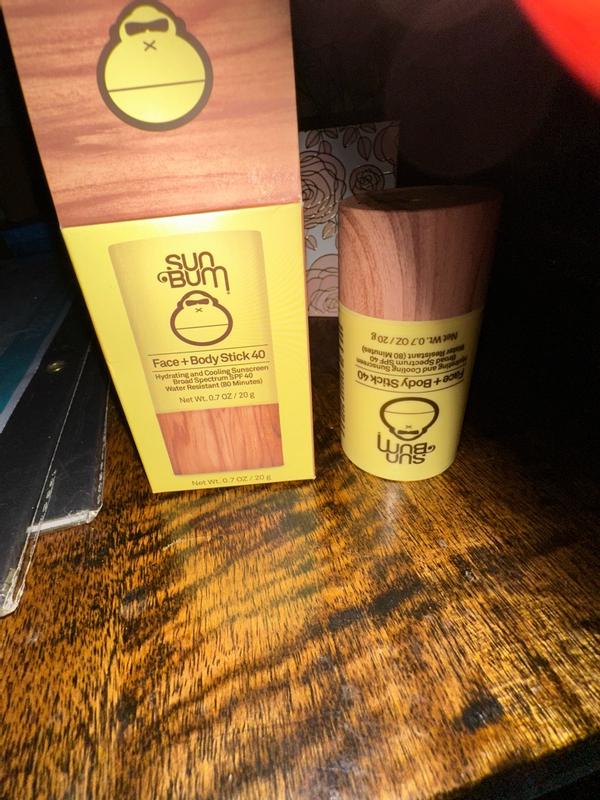 SUN
BUM
Face + Body Stick 40
Hydrating and Cooling Sunscreen
Broad Spectrum SPF 40
Water Resistant (80 Minutes)
Net Wt. 0.7 OZ / 20 g
Net Wt. 0.7 OZ / 20 g
SUN
BUM
Face + Body Stick 40
Hydrating and Cooling Sunscreen
Broad Spectrum SPF 40
Water Resistant (80 Minutes)
Net Wt. 0.7 OZ / 20 g